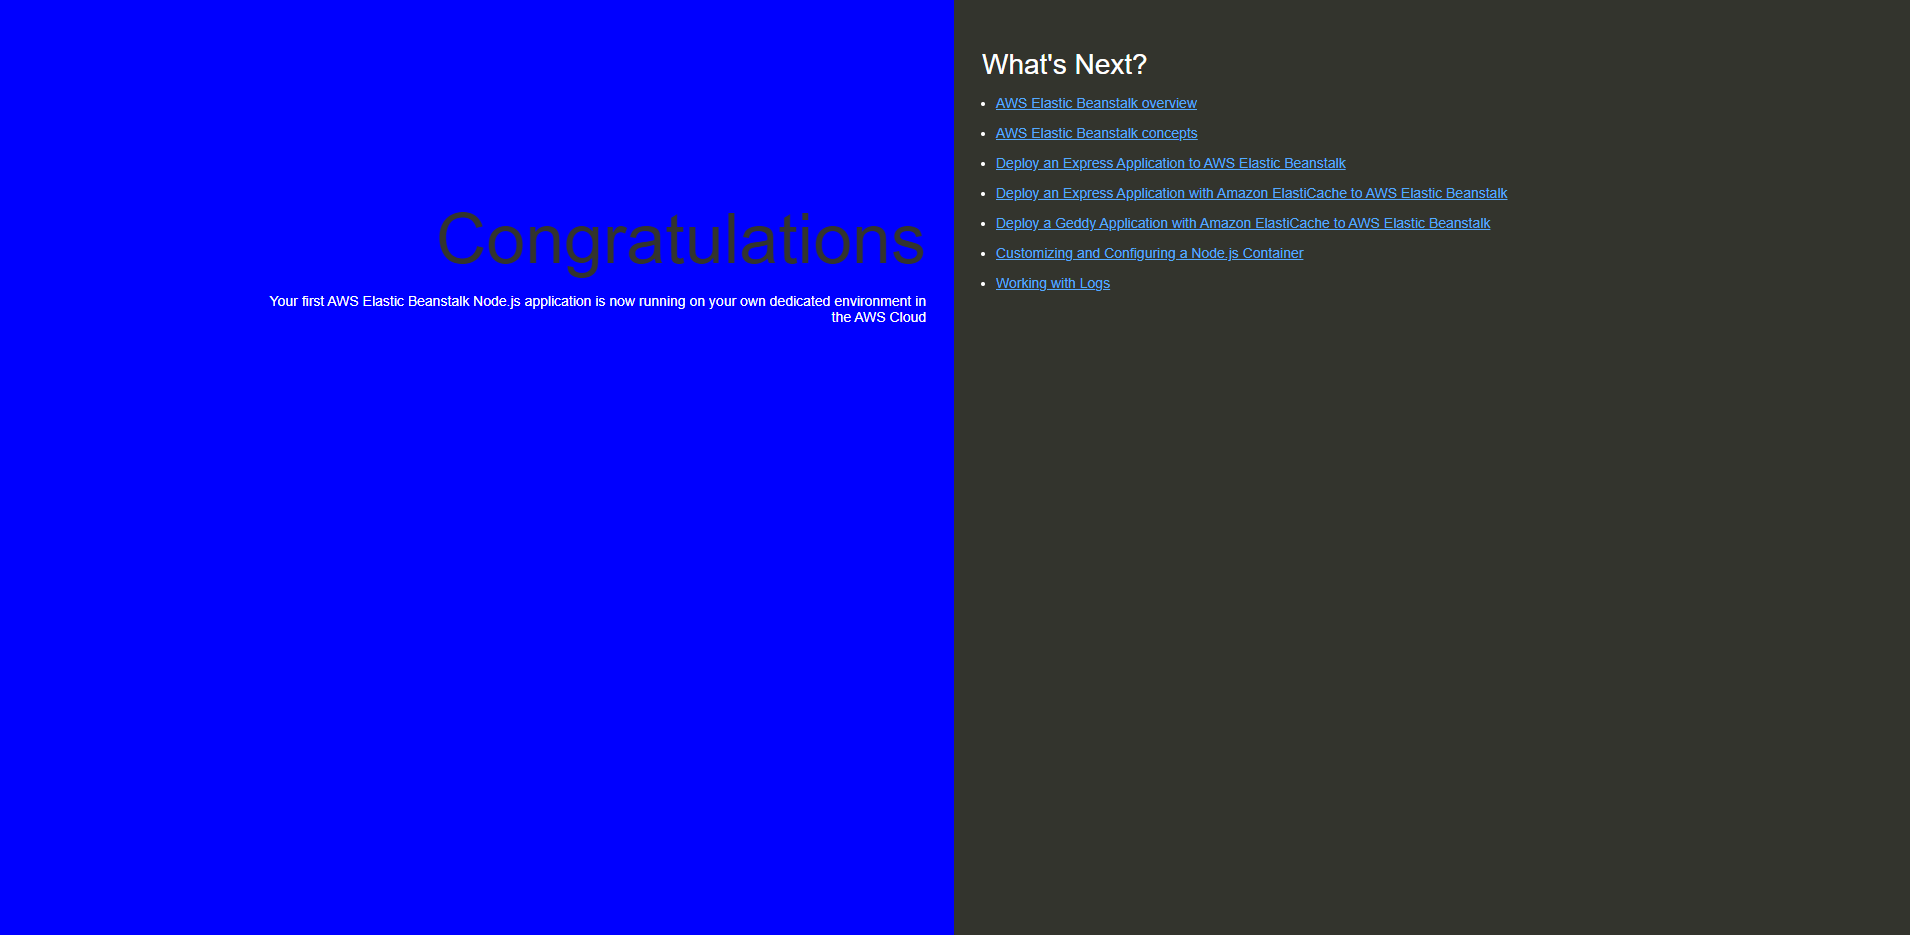 Congratulations
Your first AWS Elastic Beanstalk Node.js application is now running on your own dedicated environment in
the AWS Cloud
What's Next?
AWS Elastic Beanstalk overview
AWS Elastic Beanstalk concepts
Deploy an Express Application to AWS Elastic Beanstalk
Deploy an Express Application with Amazon ElastiCache to AWS Elastic Beanstalk
Deploy a Geddy Application with Amazon ElastiCache to AWS Elastic Beanstalk
Customizing and Configuring a Node.js Container
Working with Logs